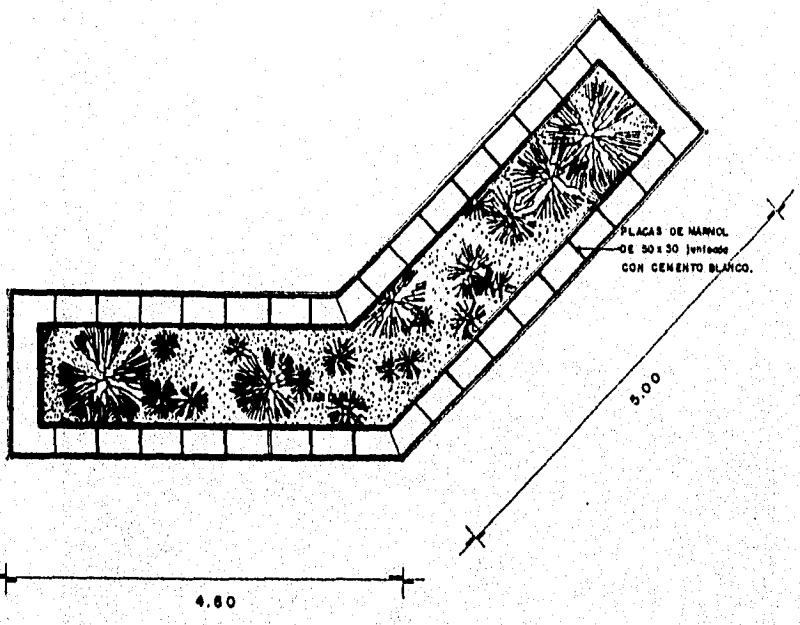 PLACAS DE MARMOL
DE 50 x 30 junteado
CON CEMENTO BLANCO.
5.00
4.60